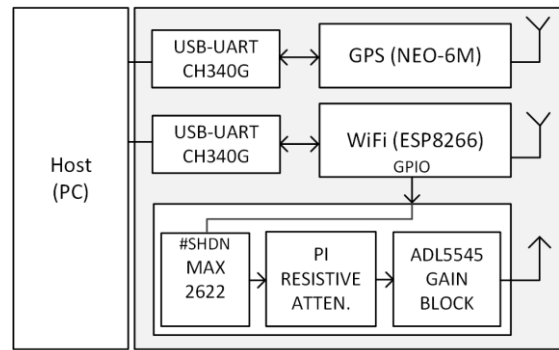 Host
(PC)
USB-UART
CH340G
GPS (NEO-6M)
USB-UART
CH340G
WiFi (ESP8266)
GPIO
#SHDN
MAX
2622
PI
RESISTIVE
ATTEN.
ADL5545
GAIN
BLOCK